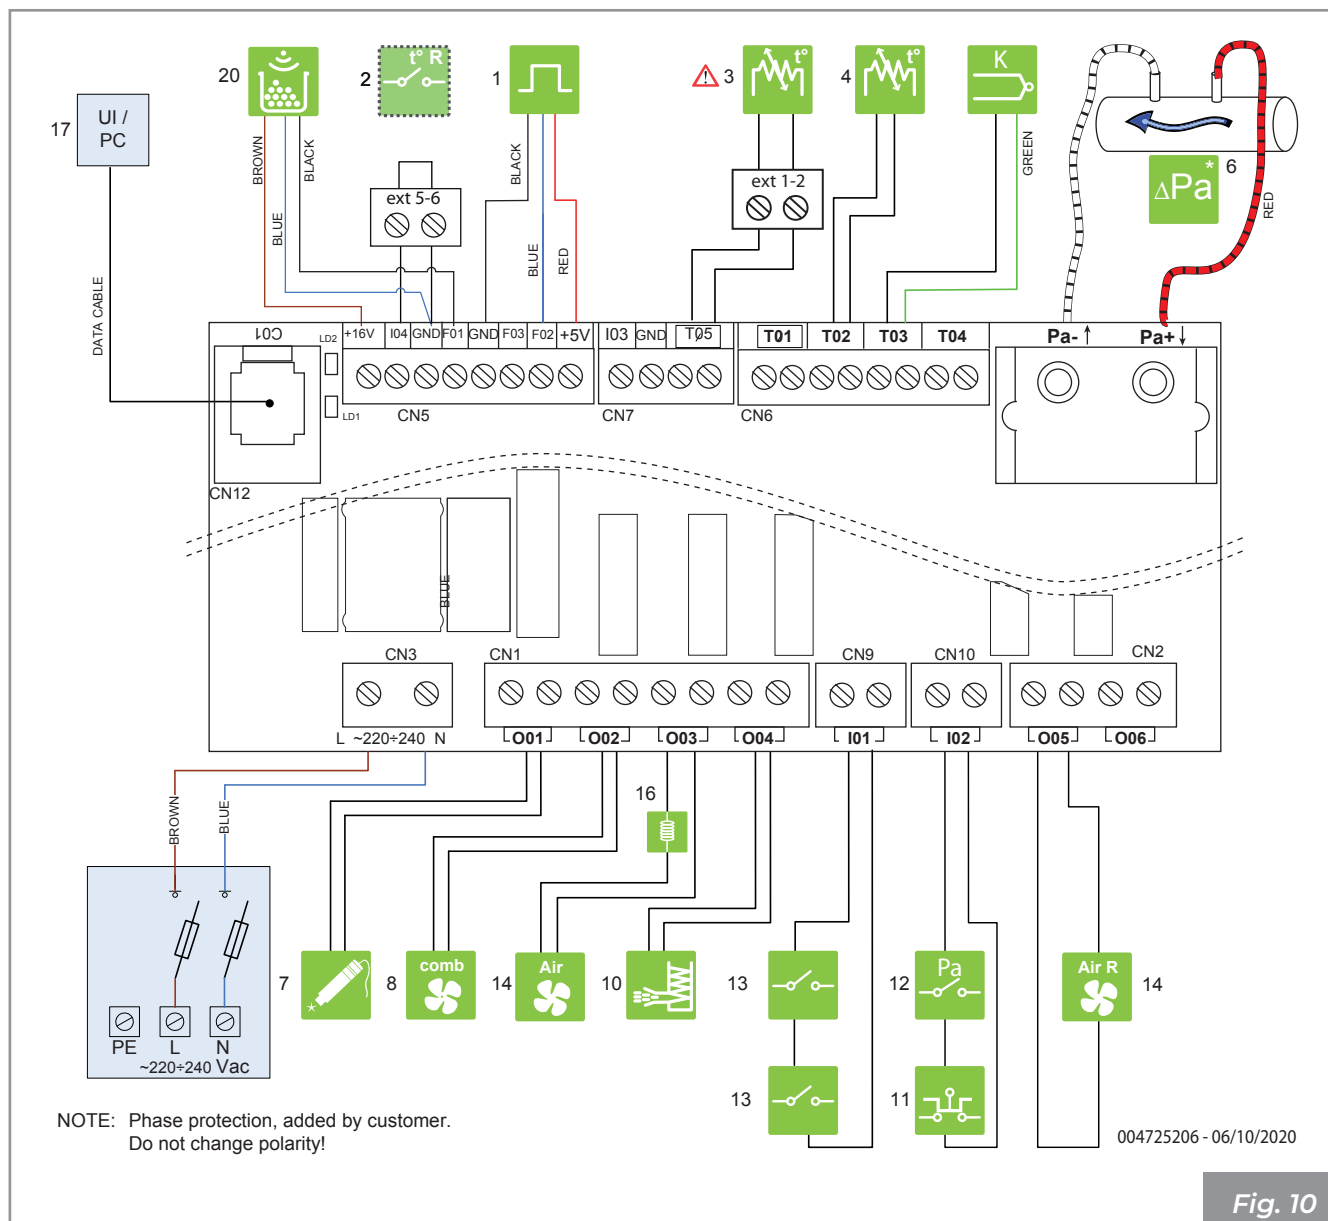 20
2
t° R
1
3
t°
4
t°
K
6
ΔPa*
17
UI /
PC
BROWN
BLUE
BLACK
ext 5-6
BLACK
BLUE
RED
ext 1-2
GREEN
RED
DATA CABLE
C01
LD2
LD1
+16V
I04
GND
F01
GND
F03
F02
+5V
I03
GND
T05
T01
T02
T03
T04
Pa-
Pa+
CN5
CN7
CN6
CN12
BLUE
CN3
CN1
CN9
CN10
CN2
L ~220÷240 N
O01
O02
O03
O04
I01
I02
O05
O06
BROWN
BLUE
16
7
8
comb
14
Air
10
13
12
Pa
Air R
14
PE
L
N
~220÷240 Vac
13
11
NOTE: Phase protection, added by customer.
Do not change polarity!
004725206 - 06/10/2020
Fig. 10